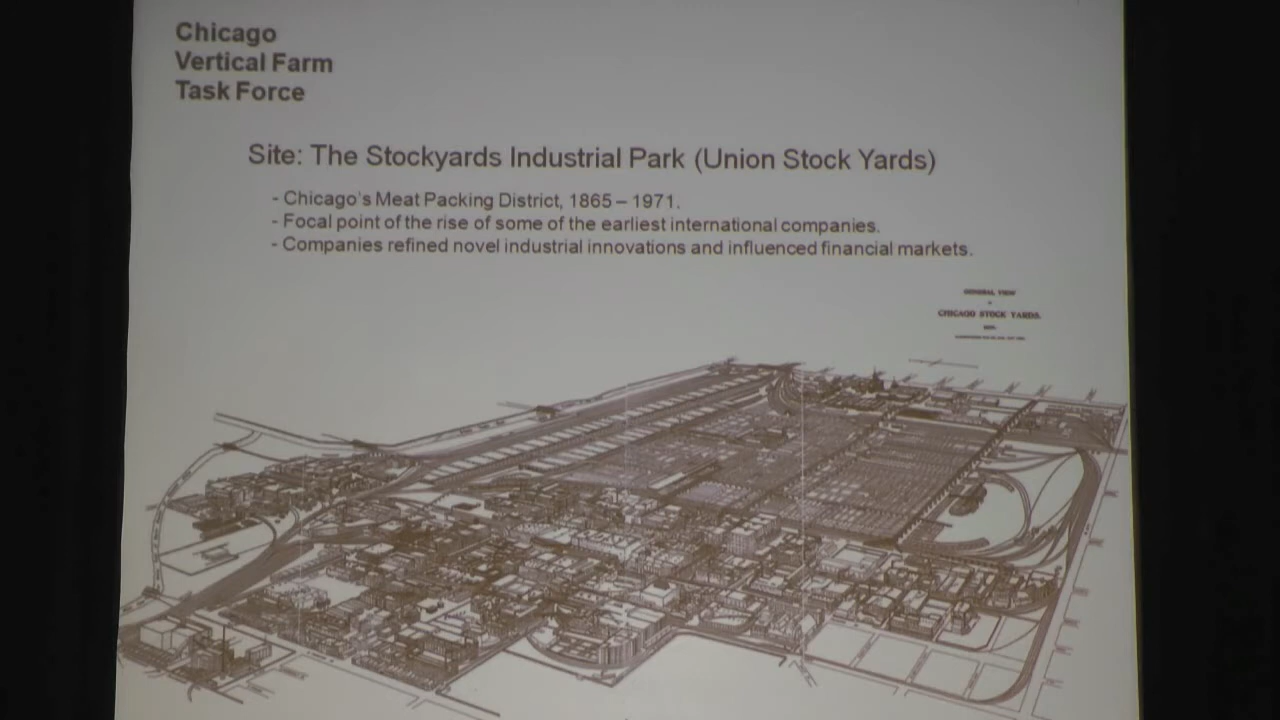 Chicago
Vertical Farm
Task Force
Site: The Stockyards Industrial Park (Union Stock Yards)
- Chicago's Meat Packing District, 1865 – 1971.
- Focal point of the rise of some of the earliest international companies.
- Companies refined novel industrial innovations and influenced financial markets.
GENERAL VIEW
CHICAGO STOCK YARDS.